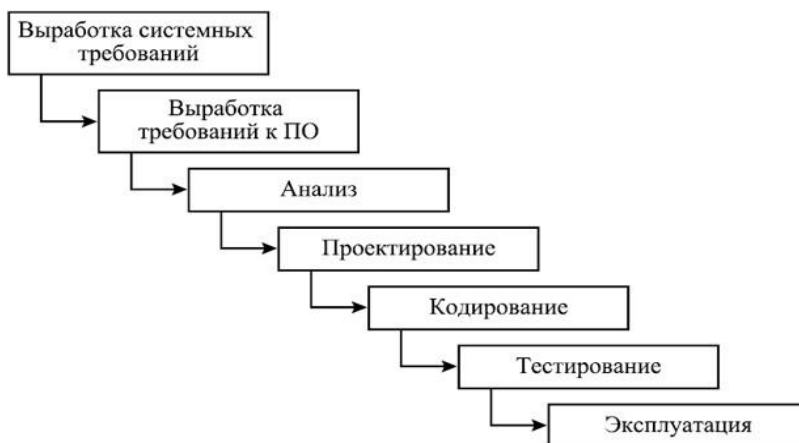 Выработка системных
требований
Выработка
требований к ПО
Анализ
Проектирование
Кодирование
Тестирование
Эксплуатация